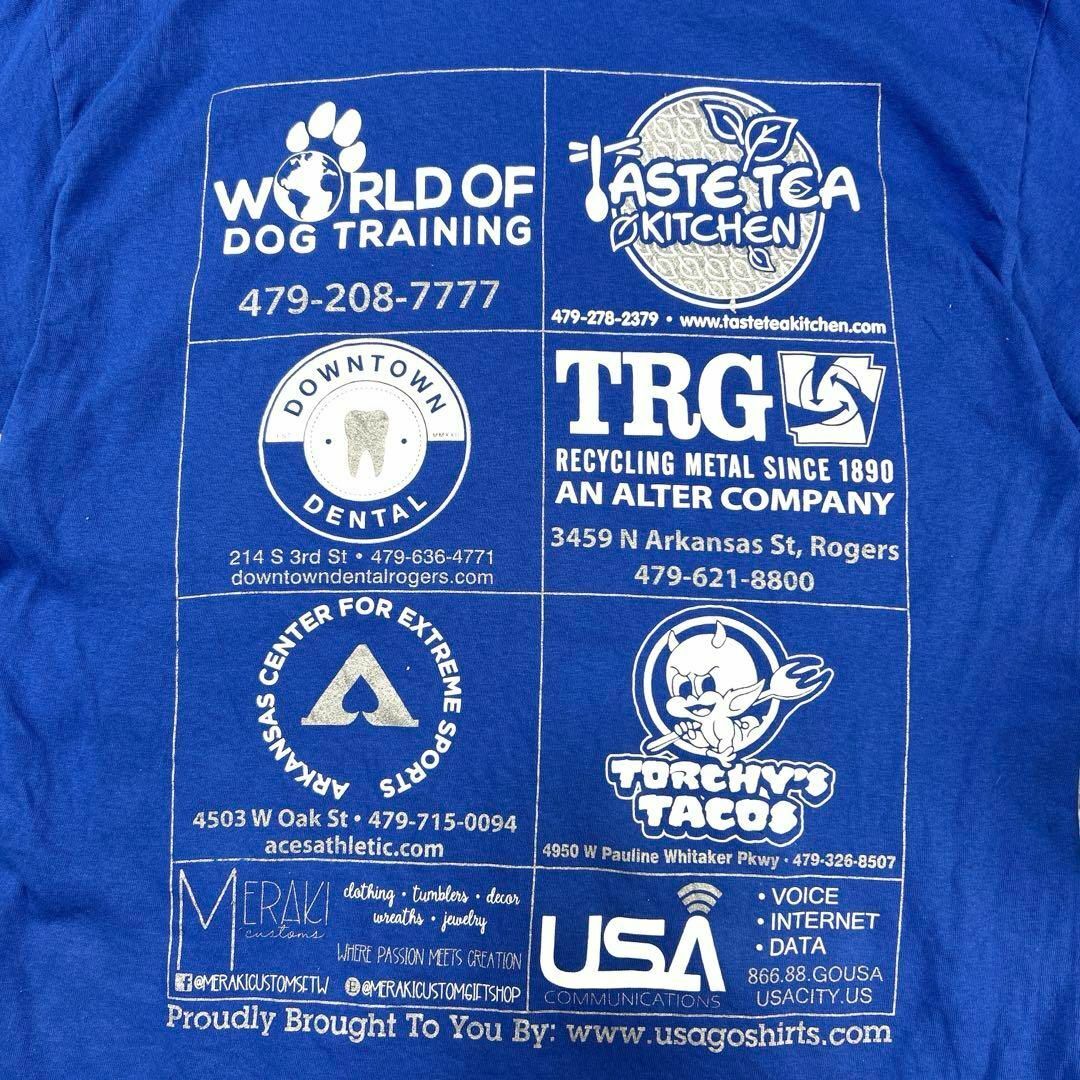 WORLD OF
DOG TRAINING
479-208-7777
TASTE TEA
KITCHEN
479-278-2379 • www.tasteteakitchen.com
DOWNTOWN
DENTAL
214 S 3rd St • 479-636-4771
downtowndentalrogers.com
TRG
RECYCLING METAL SINCE 1890
AN ALTER COMPANY
3459 N Arkansas St, Rogers
479-621-8800
ARKANSAS CENTER FOR EXTREME SPORTS
A
4503 W Oak St • 479-715-0094
acesathletic.com
TORCHY'S
TACOS
4950 W Pauline Whitaker Pkwy • 479-326-8507
MERAKI
customs
clothing • tumblers • decor
wreaths • jewelry
WHERE PASSION MEETS CREATION
f @MERAKICUSTOMSETW E @MERAKICUSTOMGIFTSHOP
USA
COMMUNICATIONS
• VOICE
• INTERNET
• DATA
866.88.GOUSA
USACITY.US
Proudly Brought To You By: www.usagoshirts.com